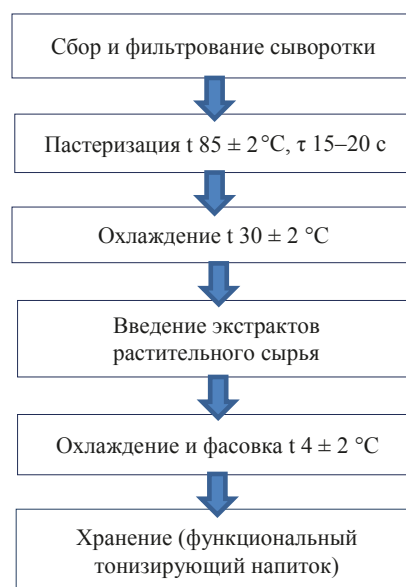 Сбор и фильтрование сыворотки
Пастеризация t 85 ± 2 °C, τ 15–20 с
Охлаждение t 30 ± 2 °C
Введение экстрактов
растительного сырья
Охлаждение и фасовка t 4 ± 2 °C
Хранение (функциональный
тонизирующий напиток)